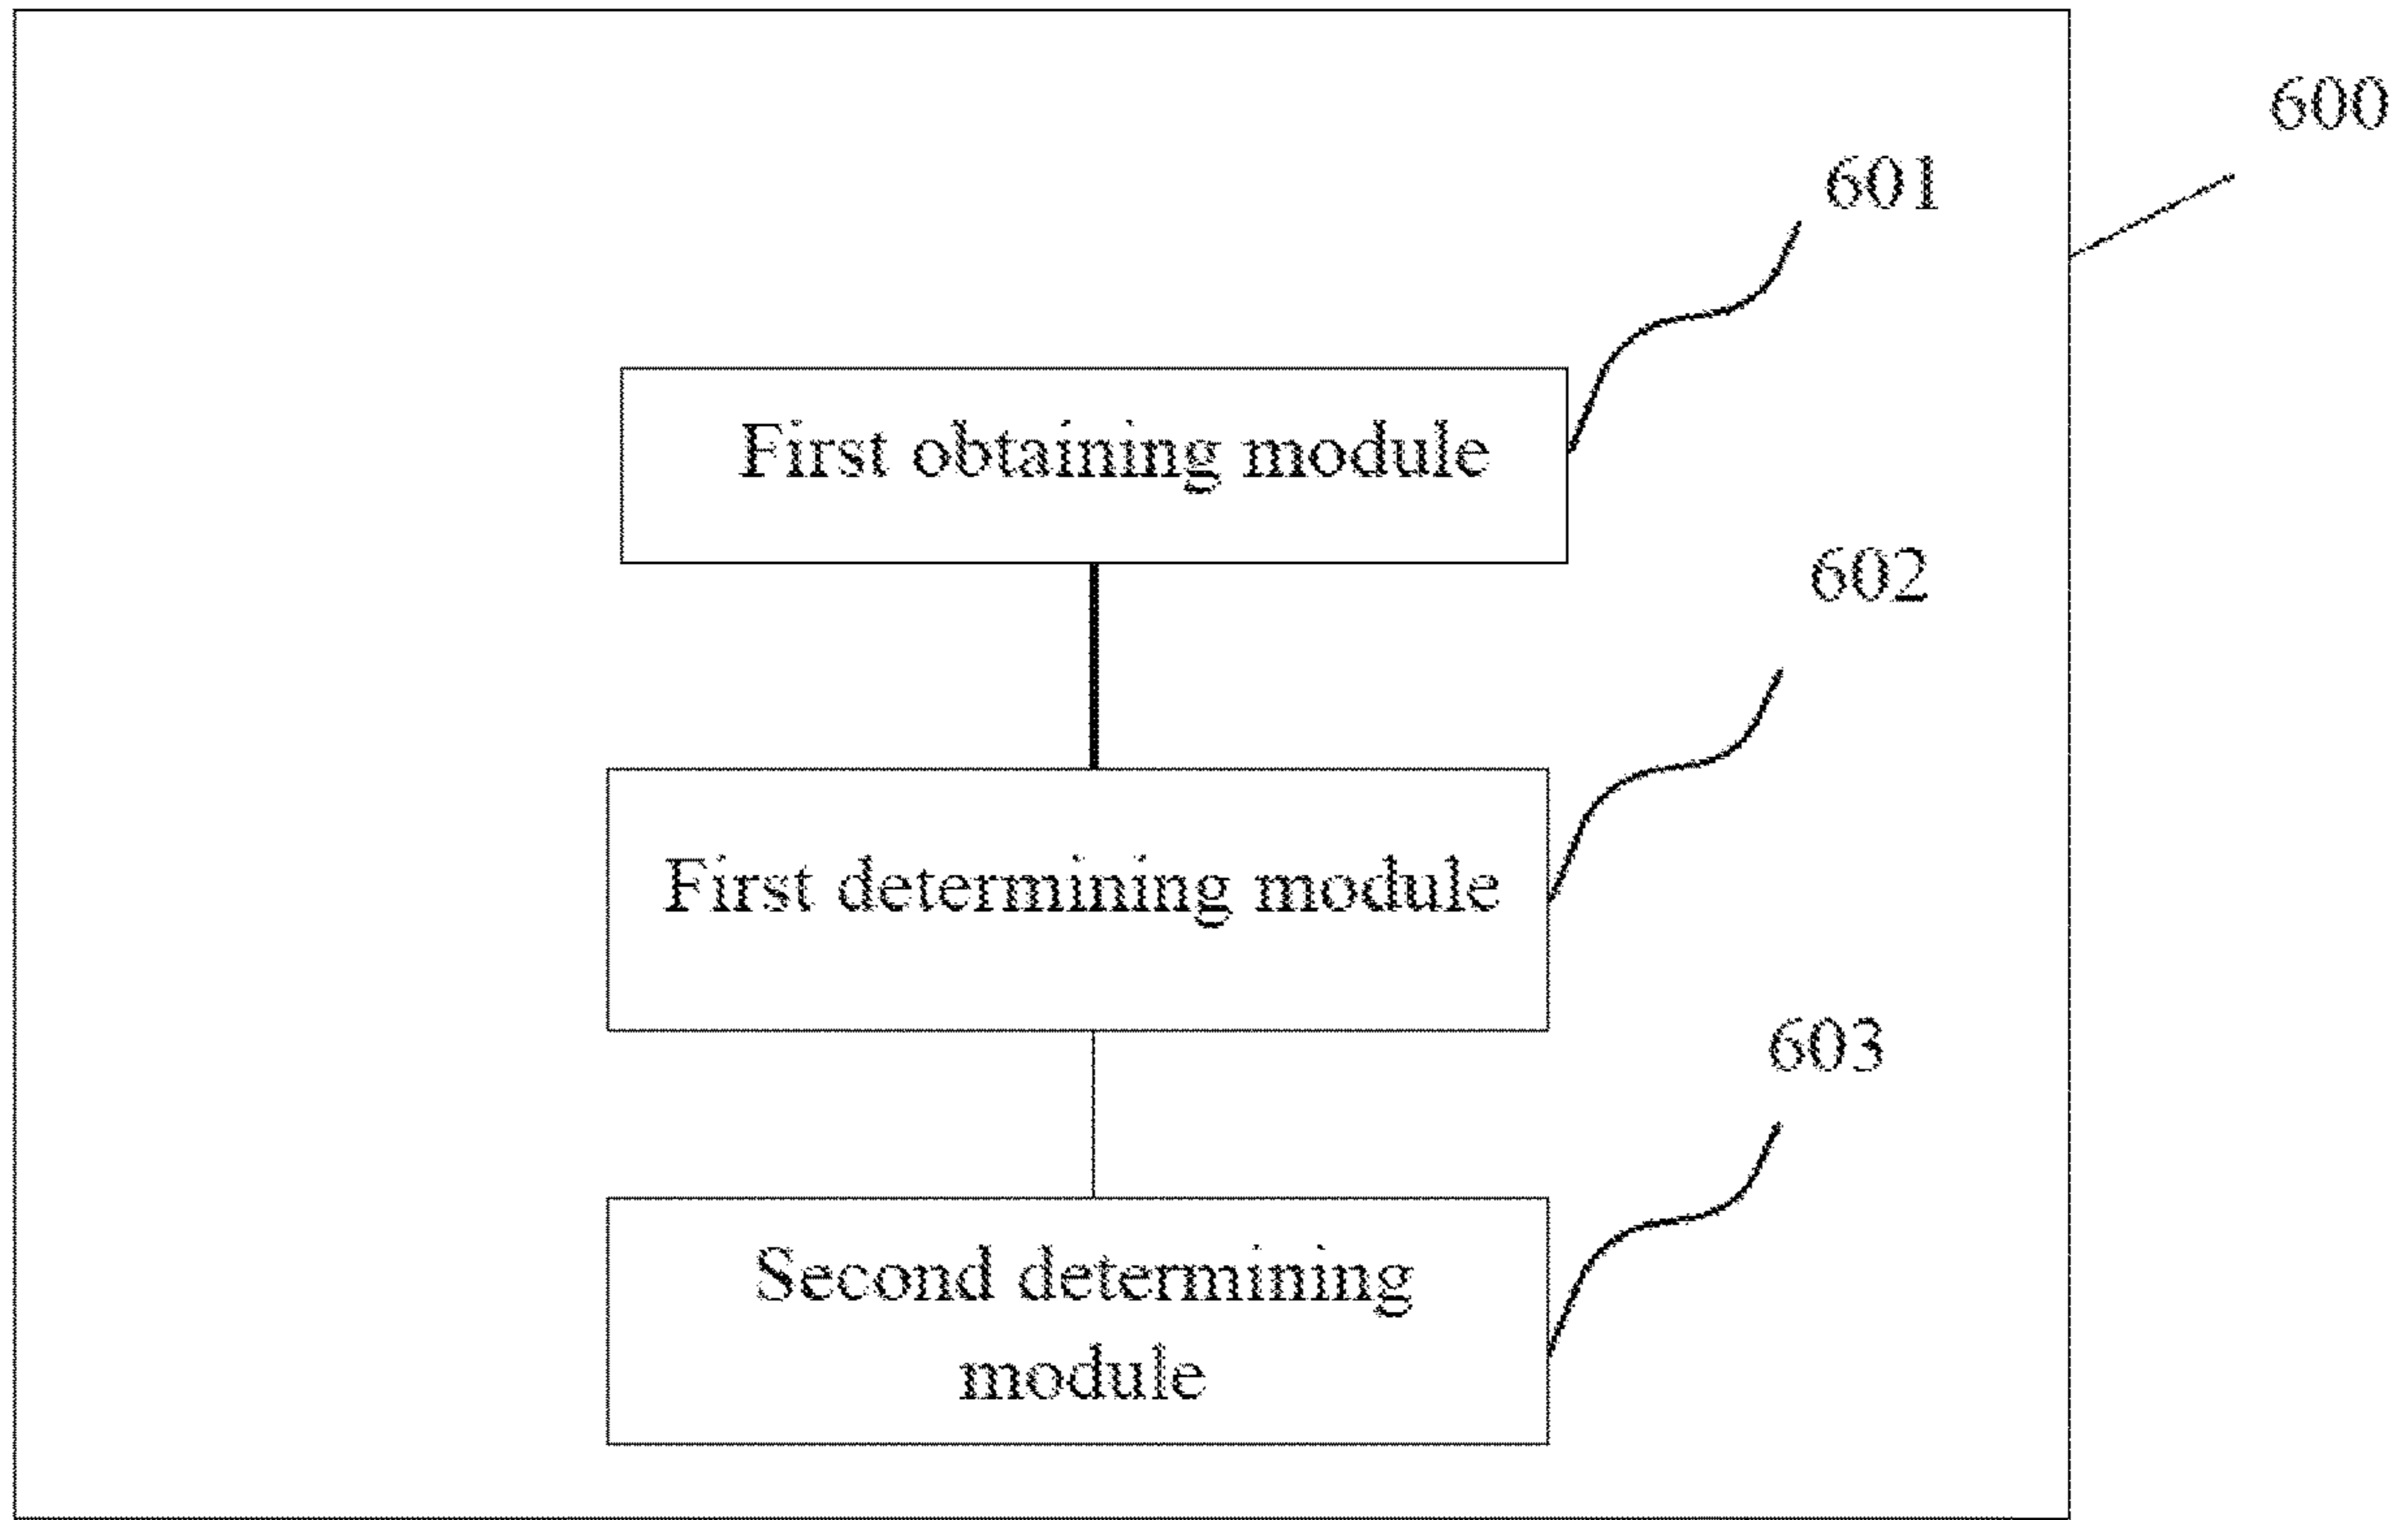 600
601
First obtaining module
602
First determining module
603
Second determining
module